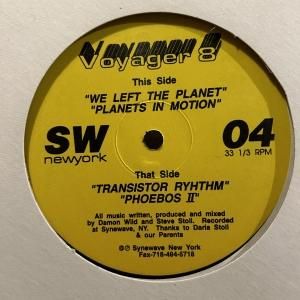 Voyager 8
This Side
"WE LEFT THE PLANET"
"PLANETS IN MOTION"
SW
newyork
04
33 1/3 RPM
That Side
"TRANSISTOR RYHTHM"
"PHOEBOS II"
All music written, produced and mixed
by Damon Wild and Steve Stoll. Recorded
at Synewave, NY. Thanks to Daria Stoll
& our Parents
©℗ Synewave New York
Fax-718-494-5718